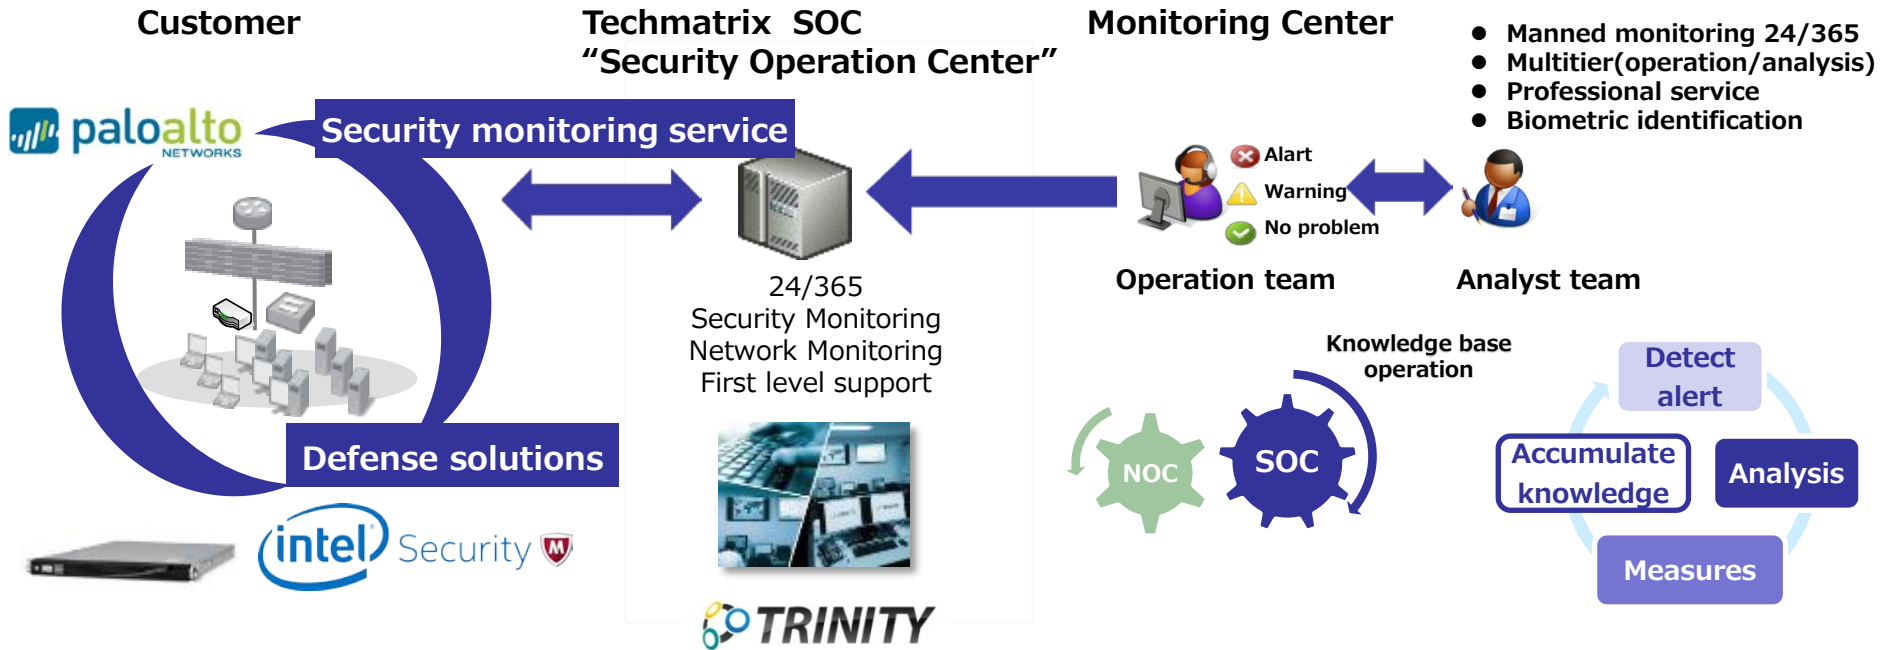 Customer
Techmatrix SOC
“Security Operation Center”
Monitoring Center
● Manned monitoring 24/365
● Multitier(operation/analysis)
● Professional service
● Biometric identification
paloalto
NETWORKS
Security monitoring service
Alart
Warning
No problem
24/365
Security Monitoring
Network Monitoring
First level support
Operation team
Analyst team
Defense solutions
intel Security
M
TRINITY
Knowledge base
operation
NOC
SOC
Detect
alert
Analysis
Measures
Accumulate
knowledge